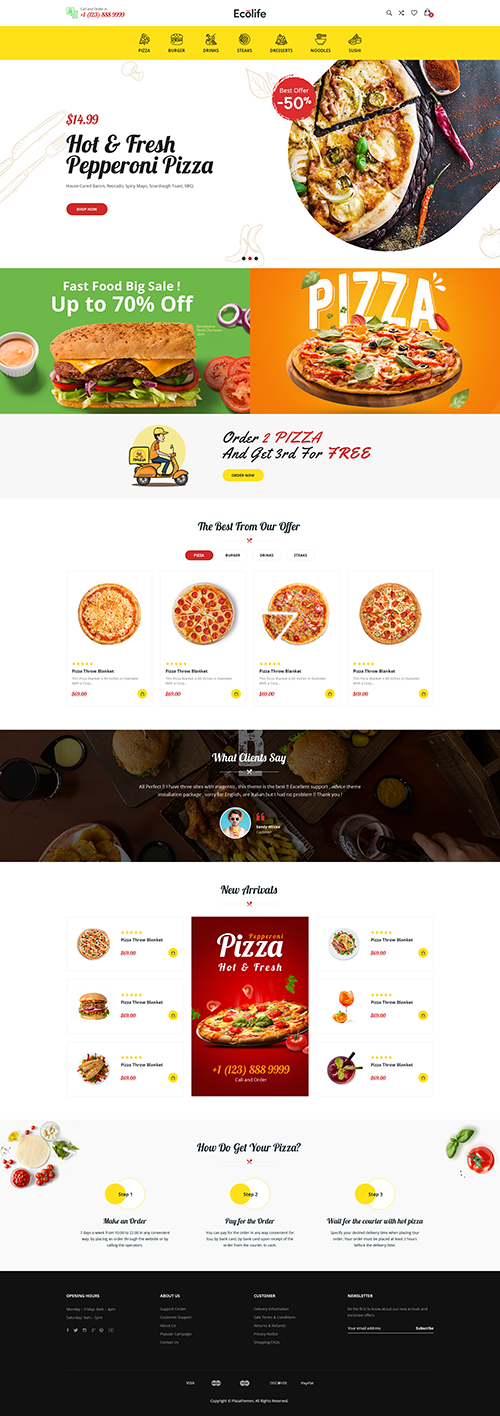 Call and Order in
+1 (123) 888 9999
Ecolife
0
PIZZA
BURGER
DRINKS
STEAKS
DESSERTS
NOODLES
SUSHI
Best Offer
-50%
$14.99
Hot & Fresh
Pepperoni Pizza
House Cured Bacon, Avocado, Spicy Mayo, Sourdough Toast, BBQ
SHOP NOW
Fast Food Big Sale !
Up to 70% Off
PIZZA
Order 2 PIZZA
And Get 3rd For FREE
ORDER NOW
The Best From Our Offer
PIZZA
BURGER
DRINKS
STEAKS
Pizza Throw Blanket
This Pizza Blanket is 60 Inches in Diameter
With a Crisp...
$69.00
Pizza Throw Blanket
This Pizza Blanket is 60 Inches in Diameter
With a Crisp...
$69.00
Pizza Throw Blanket
This Pizza Blanket is 60 Inches in Diameter
With a Crisp...
$69.00
Pizza Throw Blanket
This Pizza Blanket is 60 Inches in Diameter
With a Crisp...
$69.00
What Clients Say
All Perfect !! I have three sites with magento , this theme is the best !! Excellent support , advice theme
installation package , sorry for English, are Italian but I had no problem !! Thank you !
Sandy Wilcke
Customer
New Arrivals
Pizza Throw Blanket
$69.00
Pizza Throw Blanket
$69.00
Pizza Throw Blanket
$69.00
Pepperoni
Pizza
Hot & Fresh
+1 (123) 888 9999
Call and Order
Pizza Throw Blanket
$69.00
Pizza Throw Blanket
$69.00
Pizza Throw Blanket
$69.00
How Do Get Your Pizza?
Step 1
Make an Order
7 days a week from 10.00 to 22.00 in any convenient
way: by placing an order through the website or by
calling the operators.
Step 2
Pay for the Order
You can pay for the order in any way convenient for
you: by bank card, by bank card upon receipt of the
order from the courier, in cash.
Step 3
Wait for the courier with hot pizza
Specify your desired delivery time when placing tour
order. Your order must be placed at least 2 hours
before the delivery time.
OPENING HOURS
Monday - Friday: 8am - 4pm
Saturday: 9am - 5pm
ABOUT US
Support Center
Customer Support
About Us
Popular Campaign
Contact Us
CUSTOMER
Delivery Information
Sale Terms & Conditions
Returns & Refunds
Privacy Notice
Shopping FAQs
NEWSLETTER
Be the first to know about our new arrivals and
exclusive offers.
Your email address
Subscribe
VISA
DISCOVER
PayPal
Copyright © Plazathemes. All Rights Reserved.